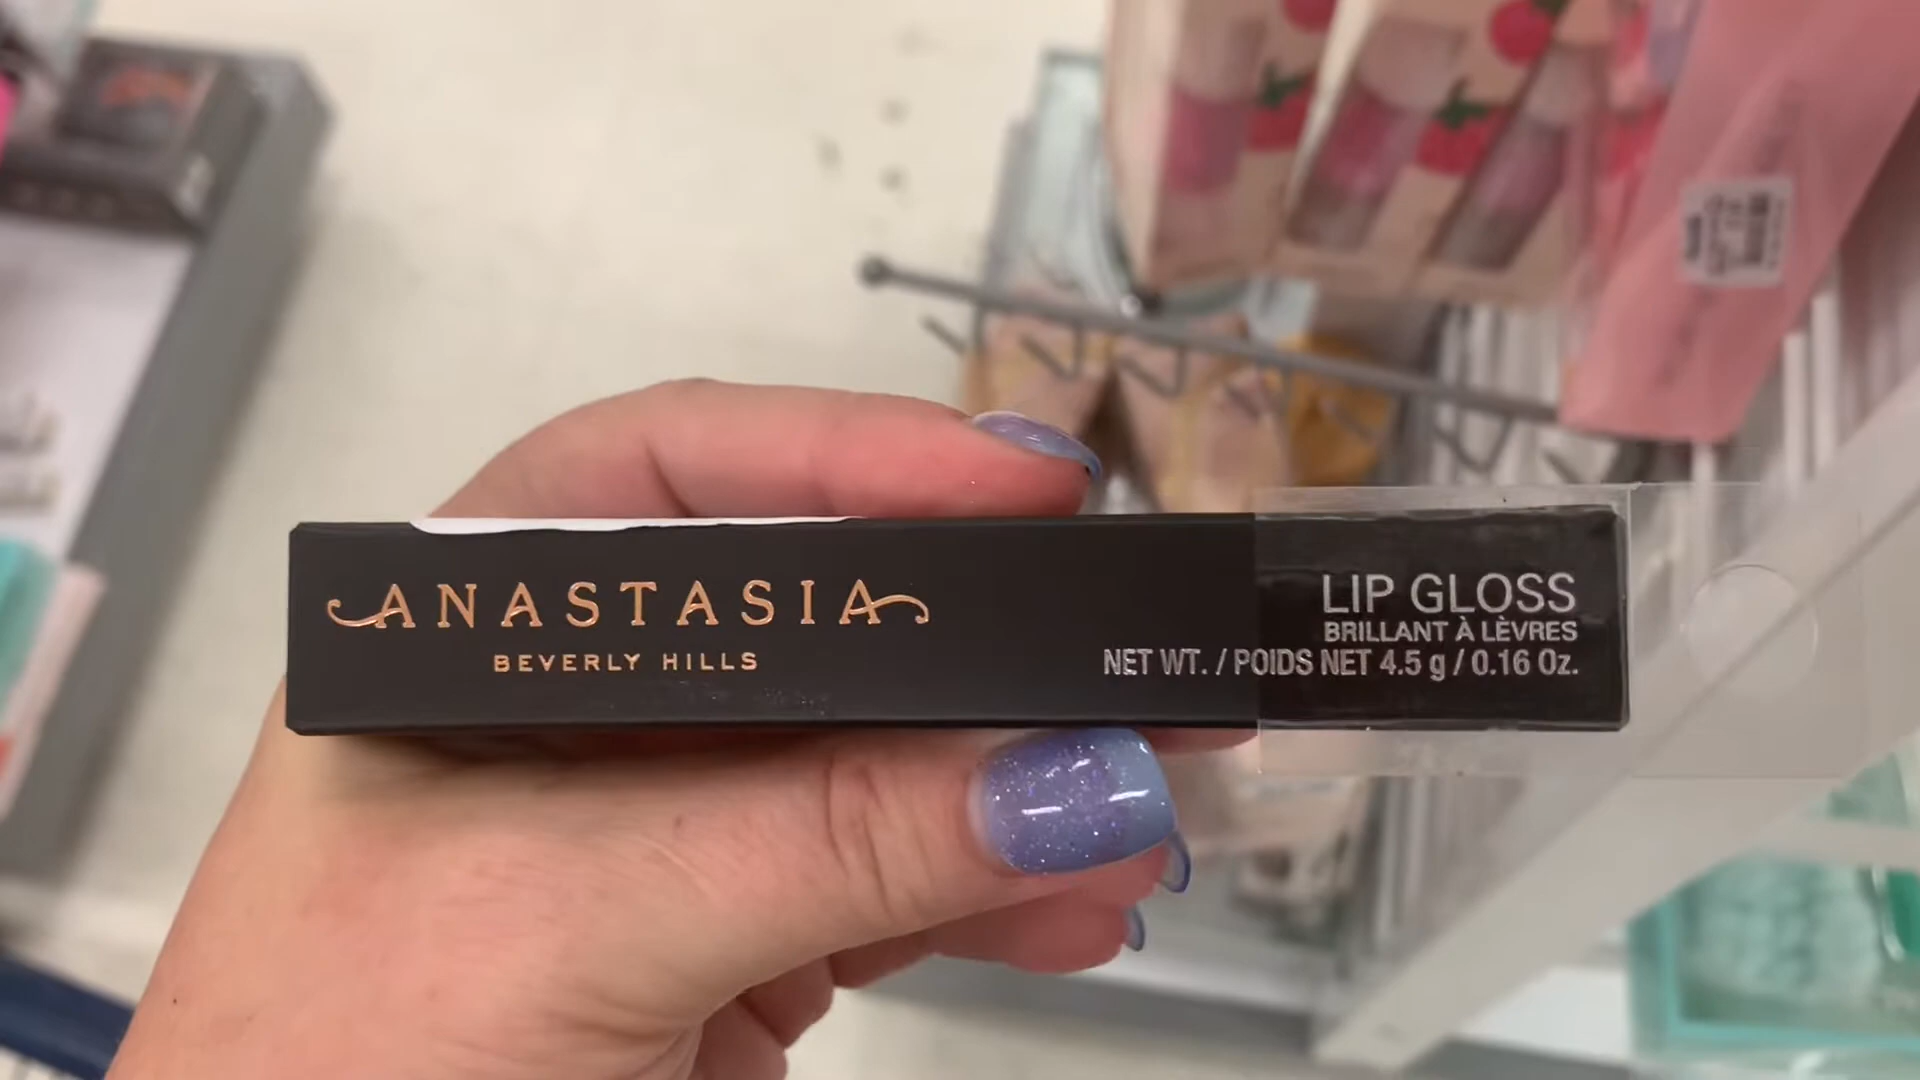 ANASTASIA
BEVERLY HILLS
LIP GLOSS
BRILLANT À LÈVRES
NET WT. / POIDS NET 4.5 g / 0.16 Oz.